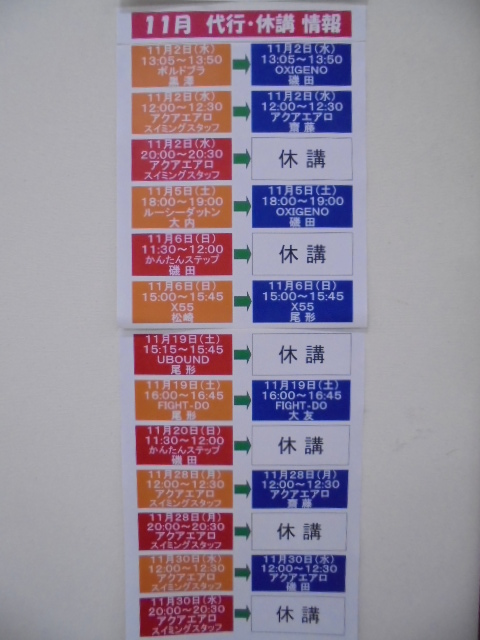 11月 代行・休講 情報
11月2日(水)
13:05～13:50
ボルドブラ
黒澤
11月2日(水)
13:05～13:50
OXIGENO
磯田
11月2日(水)
12:00～12:30
アクアエアロ
スイミングスタッフ
11月2日(水)
12:00～12:30
アクアエアロ
齋藤
11月2日(水)
20:00～20:30
アクアエアロ
スイミングスタッフ
休講
11月5日(土)
18:00～19:00
ルーシーダットン
大内
11月5日(土)
18:00～19:00
OXIGENO
磯田
11月6日(日)
11:30～12:00
かんたんステップ
磯田
休講
11月6日(日)
15:00～15:45
X55
松崎
11月6日(日)
15:00～15:45
X55
尾形
11月19日(土)
15:15～15:45
UBOUND
尾形
休講
11月19日(土)
16:00～16:45
FIGHT-DO
尾形
11月19日(土)
16:00～16:45
FIGHT-DO
大友
11月20日(日)
11:30～12:00
かんたんステップ
磯田
休講
11月28日(月)
12:00～12:30
アクアエアロ
スイミングスタッフ
11月28日(月)
12:00～12:30
アクアエアロ
齋藤
11月28日(月)
20:00～20:30
アクアエアロ
スイミングスタッフ
休講
11月30日(水)
12:00～12:30
アクアエアロ
スイミングスタッフ
11月30日(水)
12:00～12:30
アクアエアロ
磯田
11月30日(水)
20:00～20:30
アクアエアロ
スイミングスタッフ
休講